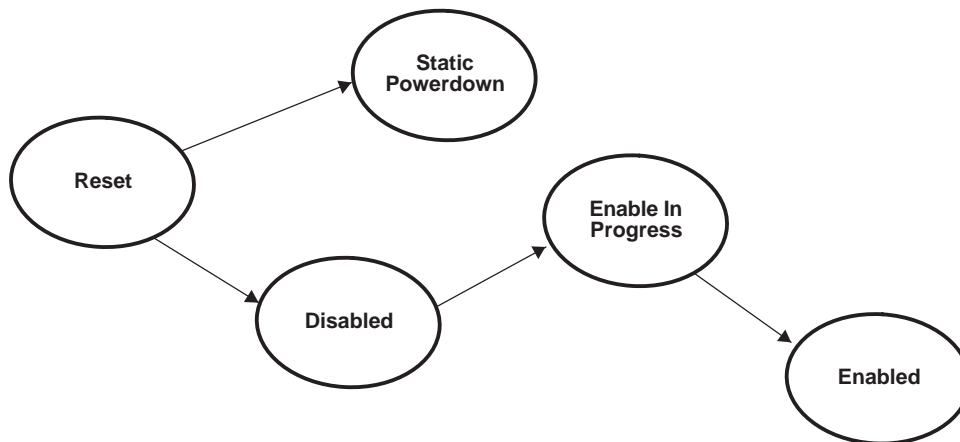 Static
Powerdown
Reset
Enable In
Progress
Disabled
Enabled